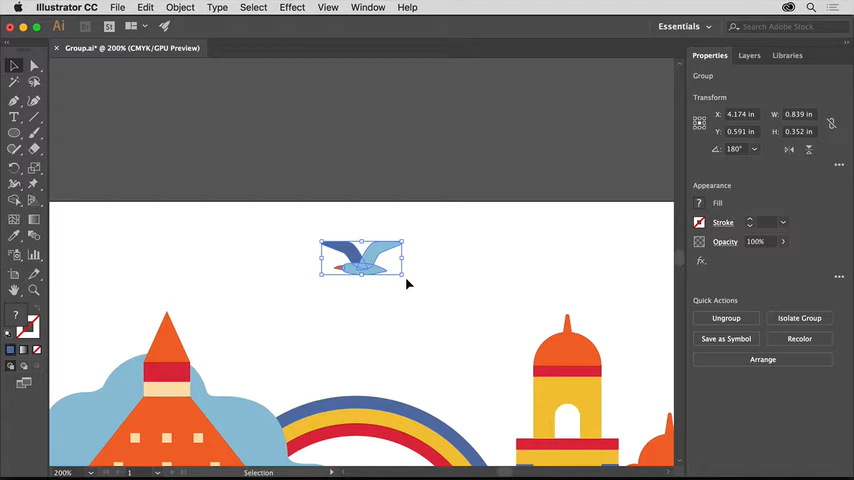 Illustrator CC File Edit Object Type Select Effect View Window Help
Ai Br St Essentials Search Adobe Stock
× Group.ai* @ 200% (CMYK/GPU Preview)
Properties Layers Libraries
Group
Transform
X: 4.174 in W: 0.839 in
Y: 0.591 in H: 0.352 in
180°
Appearance
? Fill
Stroke
Opacity 100%
fx.
Quick Actions
Ungroup Isolate Group
Save as Symbol Recolor
Arrange
T
?
200% 1 Selection